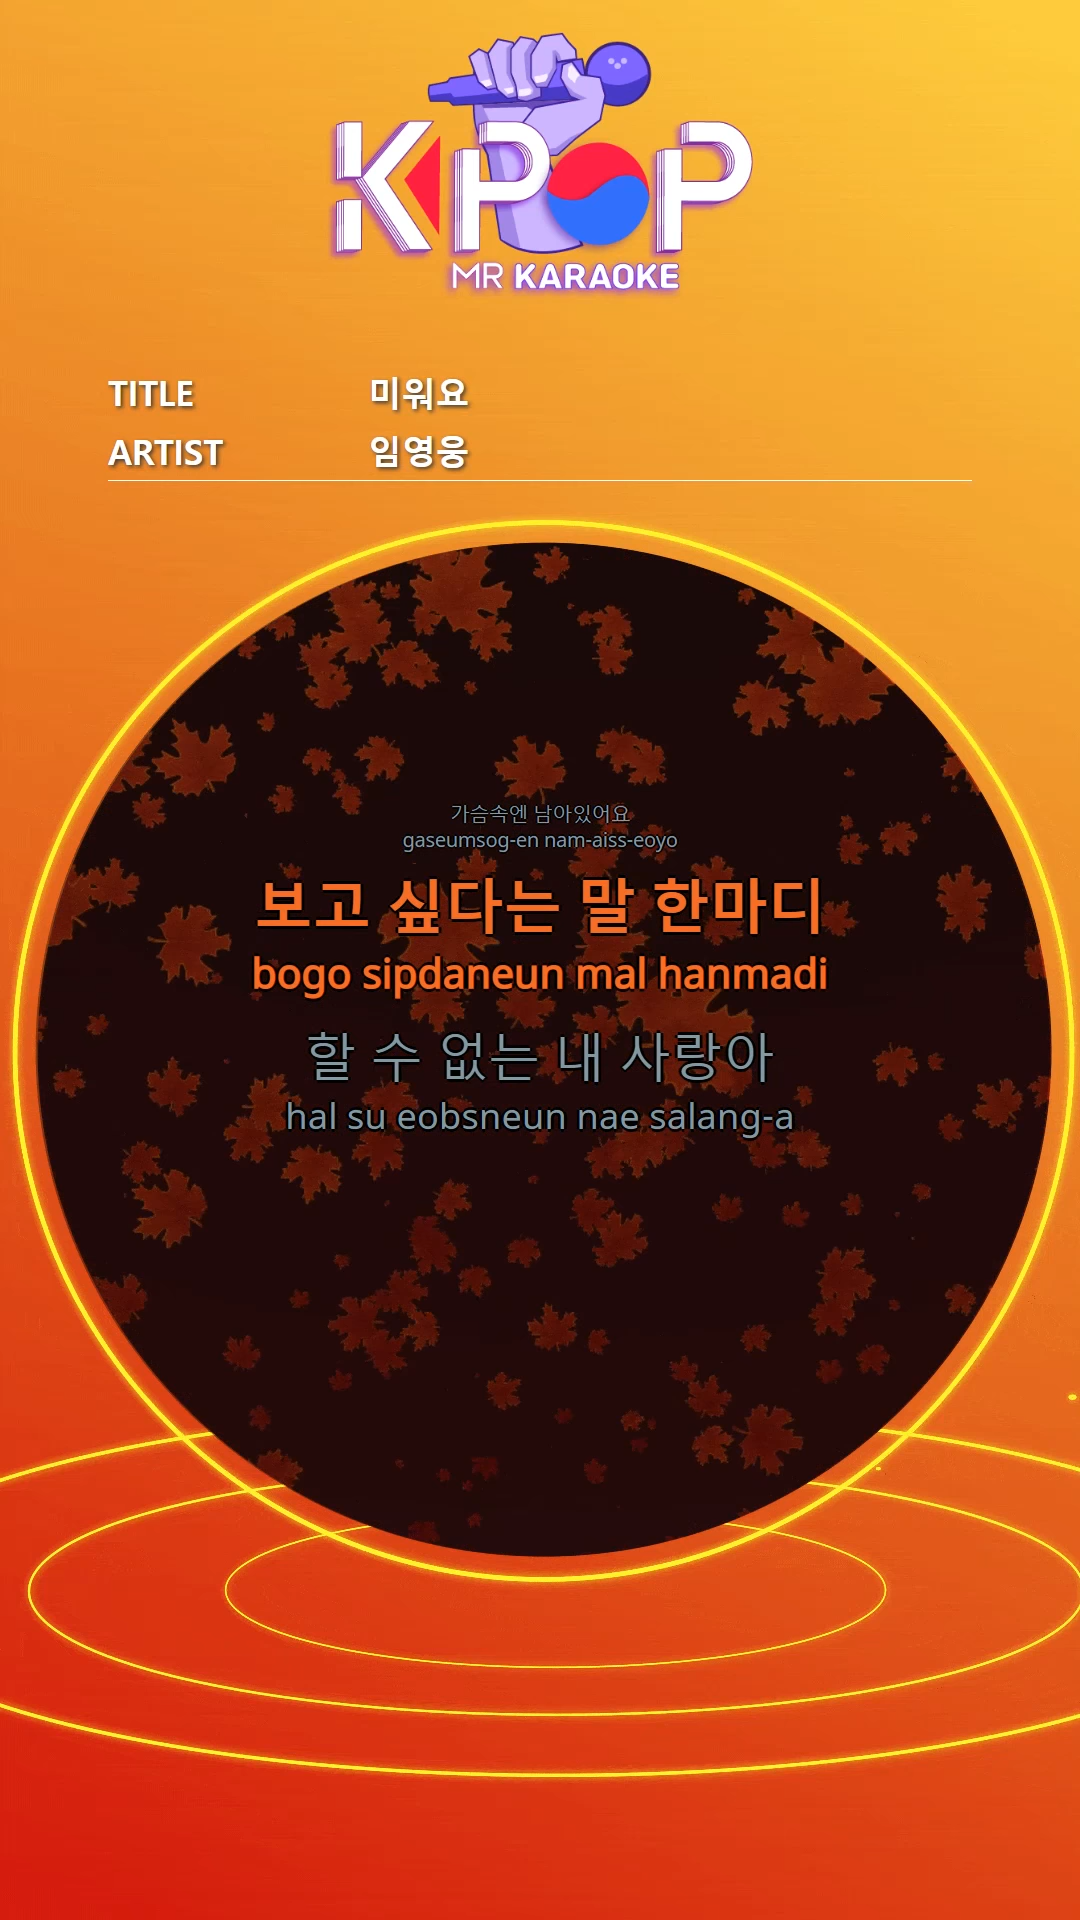 KPOP
MR KARAOKE
TITLE 미워요
ARTIST 임영웅
가슴속엔 남아있어요
gaseumsog-en nam-aiss-eoyo
보고 싶다는 말 한마디
bogo sipdaneun mal hanmadi
할 수 없는 내 사랑아
hal su eobsneun nae salang-a